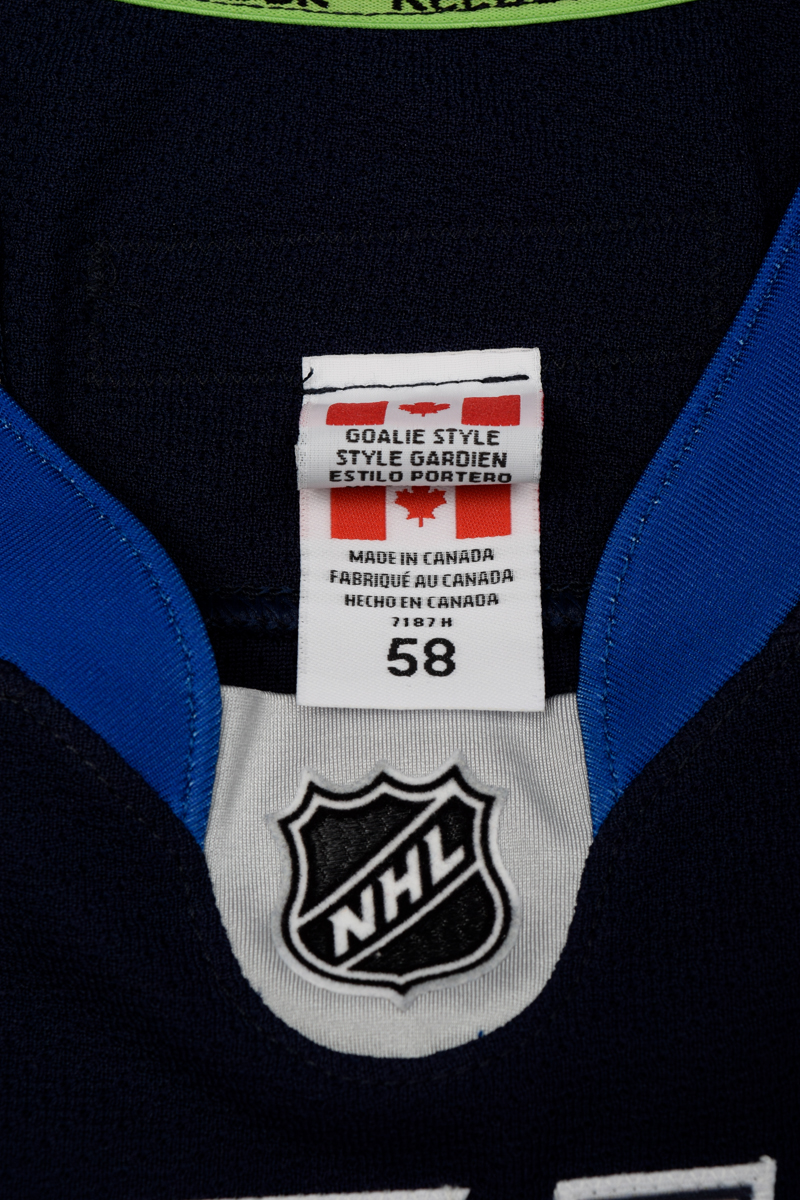 GOALIE STYLE
STYLE GARDIEN
ESTILO PORTERO
MADE IN CANADA
FABRIQUÉ AU CANADA
HECHO EN CANADA
7187 H
58
NHL